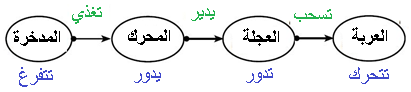 تغذي يدير تسحب
المدخرة المحرك العجلة العربة
تتفرغ يدور تدور تتحرك